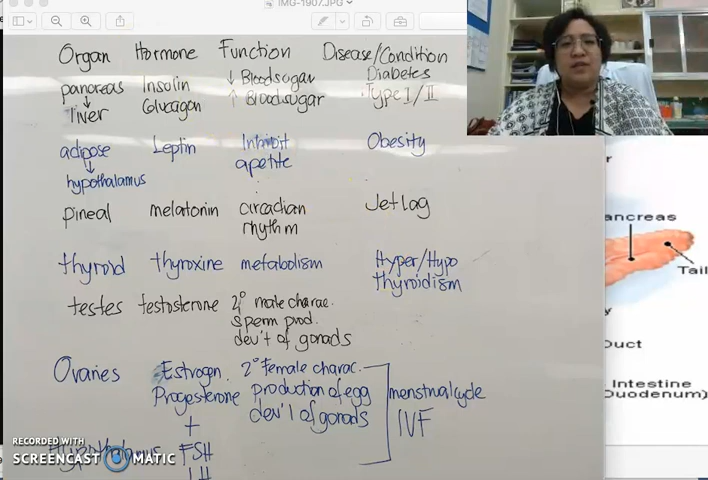 IMG-1907.JPG
Organ Hormone Function Disease/Condition
pancreas Insolin ↓ Bloodsugar Diabetes
↓ Glucagon ↑ Bloodsugar Type I/II
liver
adipose Leptin Inhibit Obesity
↓ apetite
hypothalamus
pineal melatonin circadian Jetlag
rhythm
thyroid thyroxine metabolism Hyper/Hypo
thyroidism
testes testosterone 2° male charac.
sperm prod.
dev't of gonads
Ovaries Estrogen 2° Female charac.
Progesterone production of egg menstrual cycle
+ dev'l of gonads IVF
FSH
LH
RECORDED WITH
SCREENCAST MATIC
ancreas
Tail
Duct
Intestine
Duodenum)